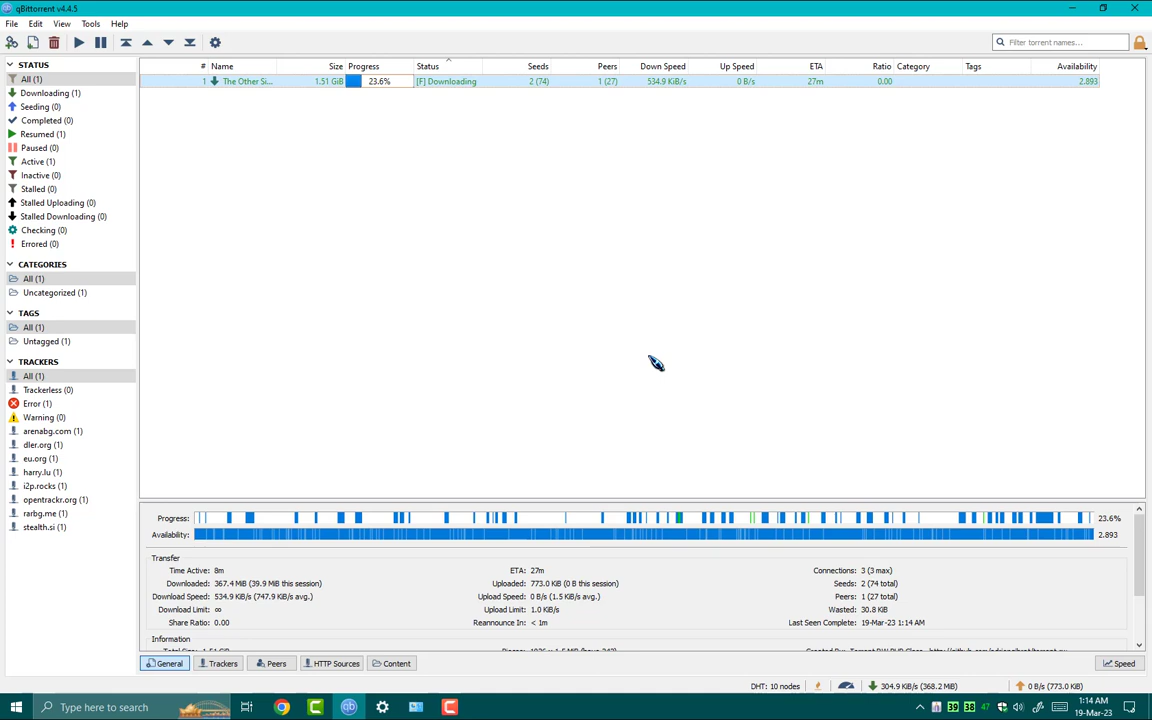 qBittorrent v4.4.5
File Edit View Tools Help
Filter torrent names...
STATUS
All (1)
Downloading (1)
Seeding (0)
Completed (0)
Resumed (1)
Paused (0)
Active (1)
Inactive (0)
Stalled (0)
Stalled Uploading (0)
Stalled Downloading (0)
Checking (0)
Errored (0)
CATEGORIES
All (1)
Uncategorized (1)
TAGS
All (1)
Untagged (1)
TRACKERS
All (1)
Trackerless (0)
Error (1)
Warning (0)
arenabg.com (1)
dler.org (1)
eu.org (1)
harry.lu (1)
i2p.rocks (1)
opentrackr.org (1)
rarbg.me (1)
stealth.si (1)
# Name Size Progress Status Seeds Peers Down Speed Up Speed ETA Ratio Category Tags Availability
1 The Other Si... 1.51 GiB 23.6% [F] Downloading 2 (74) 1 (27) 534.9 KiB/s 0 B/s 27m 0.00 2.893
Progress: 23.6%
Availability: 2.893
Transfer
Time Active: 8m ETA: 27m Connections: 3 (3 max)
Downloaded: 367.4 MiB (39.9 MiB this session) Uploaded: 773.0 KiB (0 B this session) Seeds: 2 (74 total)
Download Speed: 534.9 KiB/s (747.9 KiB/s avg.) Upload Speed: 0 B/s (1.5 KiB/s avg.) Peers: 1 (27 total)
Download Limit: ∞ Upload Limit: 1.0 KiB/s Wasted: 30.8 KiB
Share Ratio: 0.00 Reannounce In: < 1m Last Seen Complete: 19-Mar-23 1:14 AM
Information
General Trackers Peers HTTP Sources Content Speed
DHT: 10 nodes 304.9 KiB/s (368.2 MiB) 0 B/s (773.0 KiB)
Type here to search
39 38 47
1:14 AM
19-Mar-23